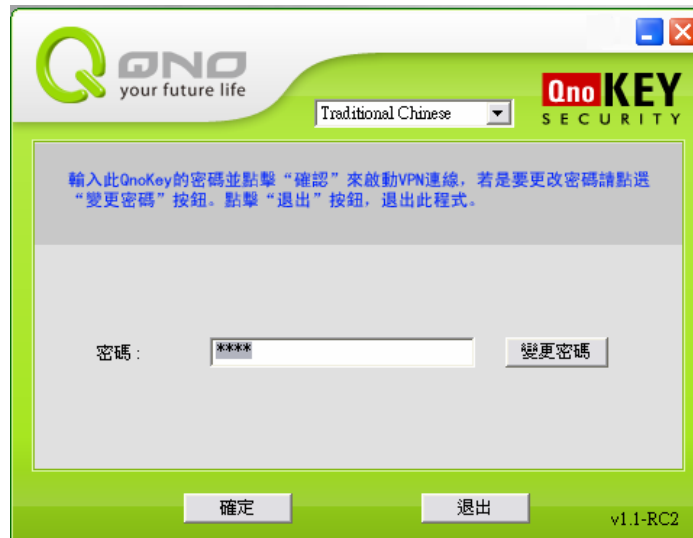 QNO
your future life
Traditional Chinese
Qno KEY
SECURITY
輸入此QnoKey的密碼並點擊“確認”來啟動VPN連線，若是要更改密碼請點選
“變更密碼”按鈕。點擊“退出”按鈕，退出此程式。
密碼：
****
變更密碼
確定
退出
v1.1-RC2